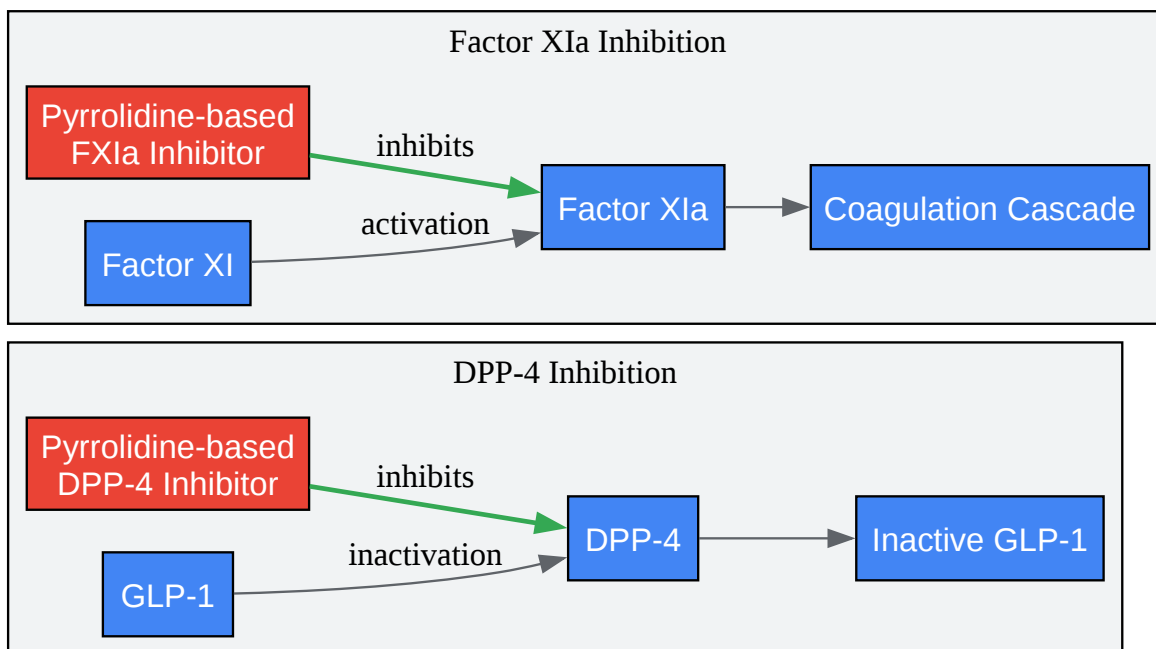 Factor XIa Inhibition
Pyrrolidine-based
FXIa Inhibitor
inhibits
Factor XI
activation
Factor XIa
Coagulation Cascade
DPP-4 Inhibition
Pyrrolidine-based
DPP-4 Inhibitor
inhibits
GLP-1
inactivation
DPP-4
Inactive GLP-1